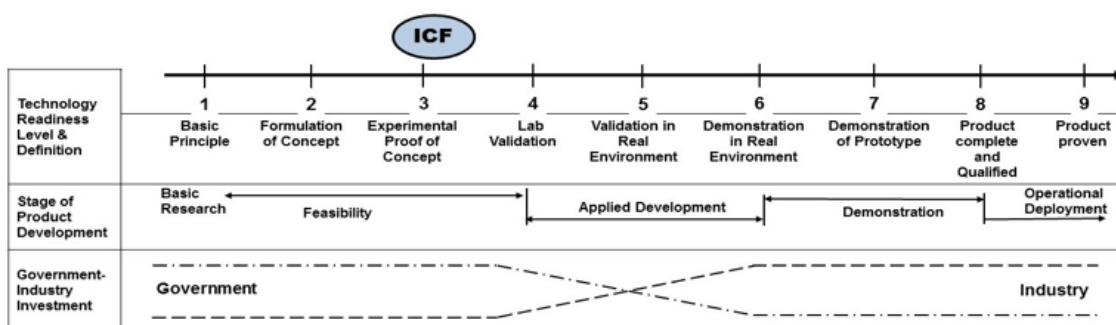 ICF
Technology
Readiness
Level &
Definition
1
2
3
4
5
6
7
8
9
Basic
Principle
Formulation
of Concept
Experimental
Proof of
Concept
Lab
Validation
Validation in
Real
Environment
Demonstration
in Real
Environment
Demonstration
of Prototype
Product
complete
and
Qualified
Product
proven
Stage of
Product
Development
Basic
Research
Feasibility
Applied Development
Demonstration
Operational
Deployment
Government-
Industry
Investment
Government
Industry